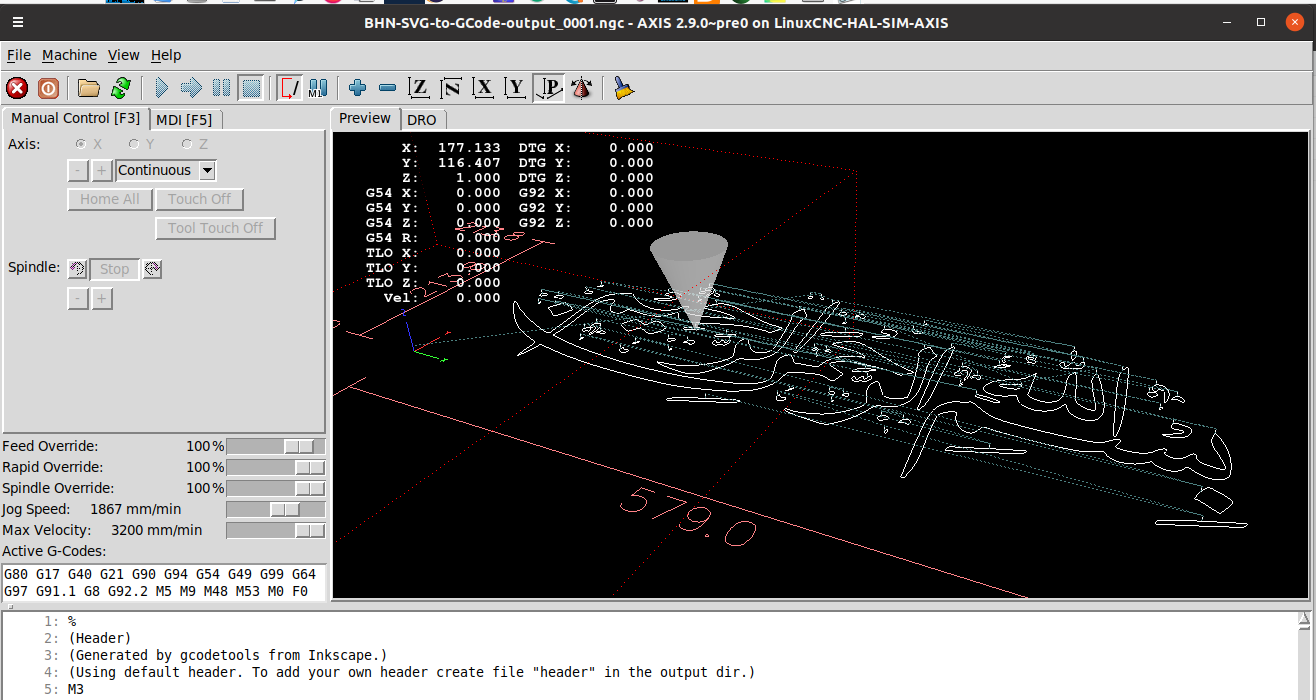 BHN-SVG-to-GCode-output_0001.ngc - AXIS 2.9.0~pre0 on LinuxCNC-HAL-SIM-AXIS
File Machine View Help
Z N X Y P
M1
Manual Control [F3] MDI [F5]
Preview DRO
Axis: X Y Z
- + Continuous
Home All Touch Off
Tool Touch Off
Spindle: Stop
- +
Feed Override: 100%
Rapid Override: 100%
Spindle Override: 100%
Jog Speed: 1867 mm/min
Max Velocity: 3200 mm/min
Active G-Codes:
G80 G17 G40 G21 G90 G94 G54 G49 G99 G64
G97 G91.1 G8 G92.2 M5 M9 M48 M53 M0 F0
X: 177.133 DTG X: 0.000
Y: 116.407 DTG Y: 0.000
Z: 1.000 DTG Z: 0.000
G54 X: 0.000 G92 X: 0.000
G54 Y: 0.000 G92 Y: 0.000
G54 Z: 0.000 G92 Z: 0.000
G54 R: 0.000
TLO X: 0.000
TLO Y: 0.000
TLO Z: 0.000
Vel: 0.000
579.0
1: %
2: (Header)
3: (Generated by gcodetools from Inkscape.)
4: (Using default header. To add your own header create file "header" in the output dir.)
5: M3